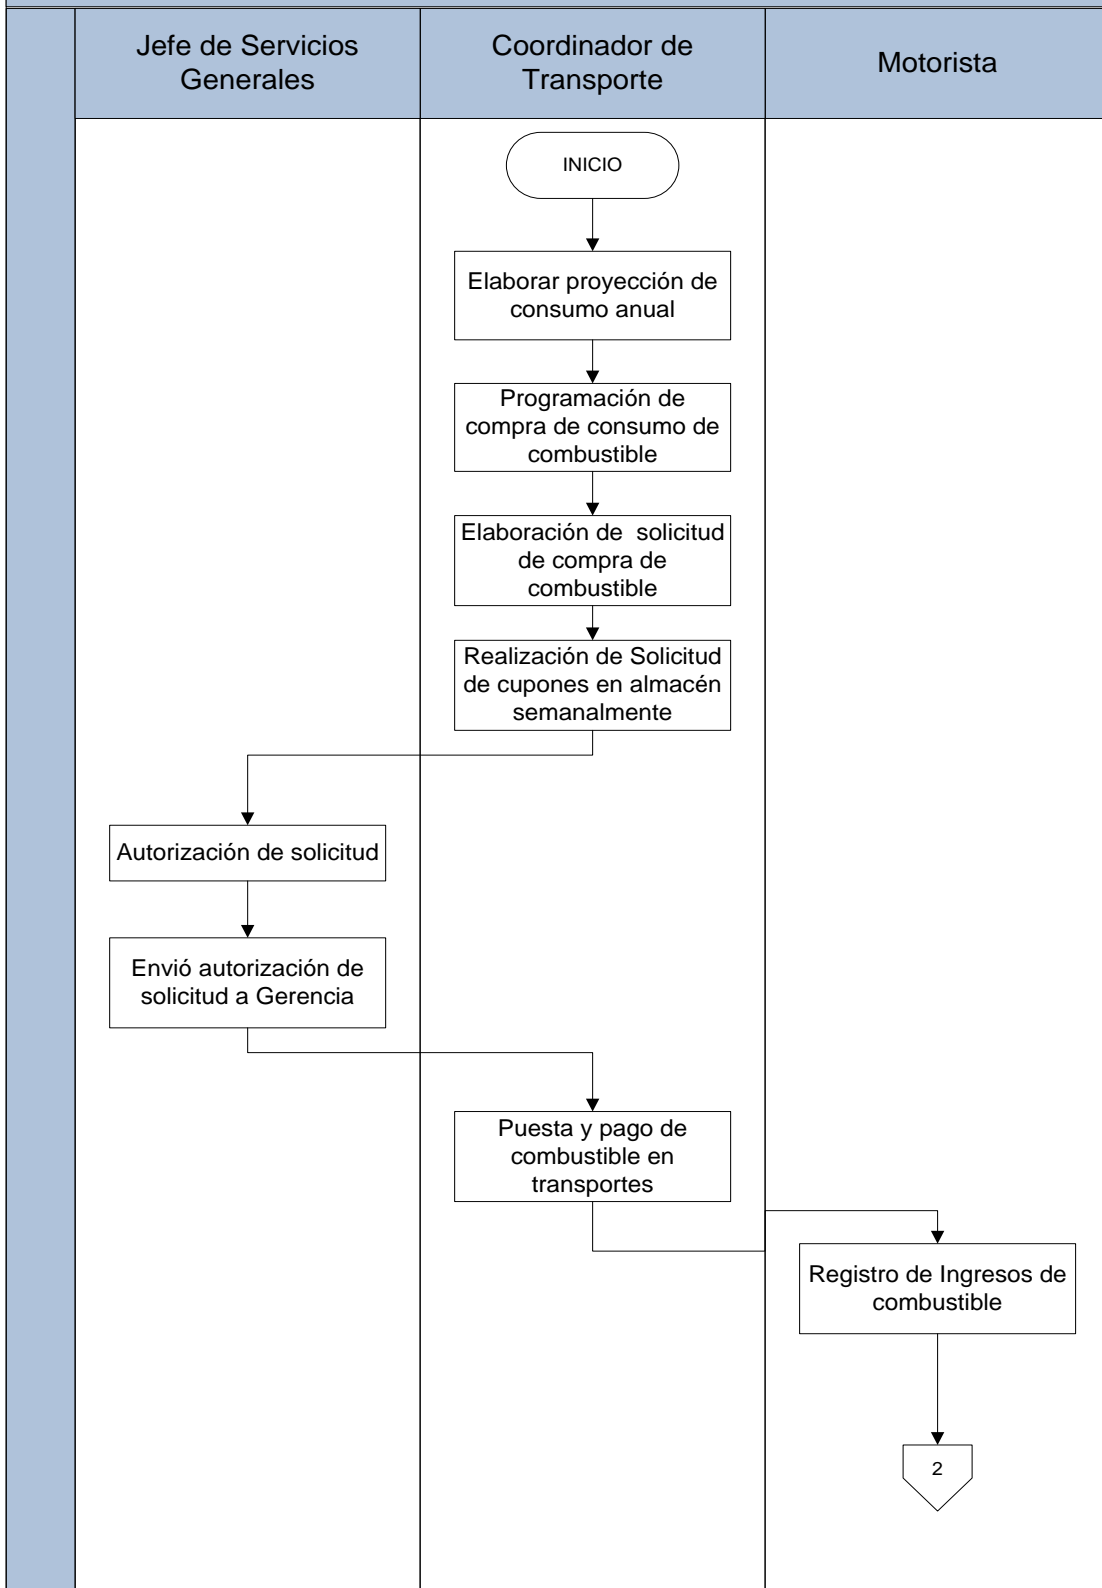 Jefe de Servicios
Generales
Coordinador de
Transporte
Motorista
INICIO
Elaborar proyección de
consumo anual
Programación de
compra de consumo de
combustible
Elaboración de  solicitud
de compra de
combustible
Realización de Solicitud
de cupones en almacén
semanalmente
Autorización de solicitud
Envió autorización de
solicitud a Gerencia
Puesta y pago de
combustible en
transportes
Registro de Ingresos de
combustible
2